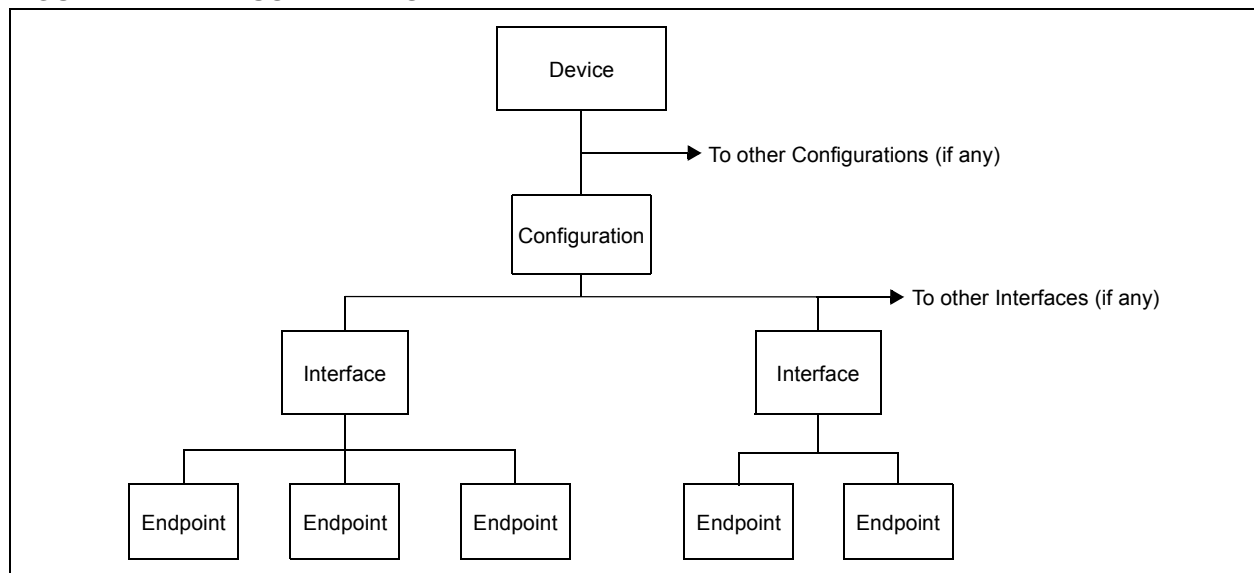 Device
To other Configurations (if any)
Configuration
To other Interfaces (if any)
Interface
Interface
Endpoint
Endpoint
Endpoint
Endpoint
Endpoint